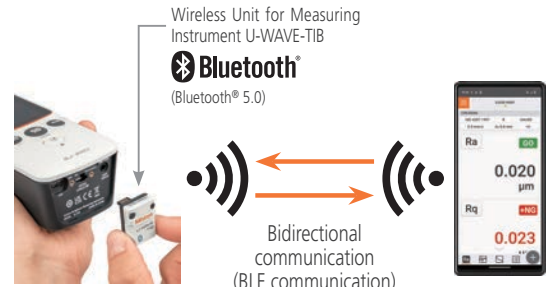 Wireless Unit for Measuring
Instrument U-WAVE-TIB
Bluetooth®
(Bluetooth® 5.0)
Bidirectional
communication
(BLE communication)
Ra
GO
0.020
µm
Rq
+NG
0.023